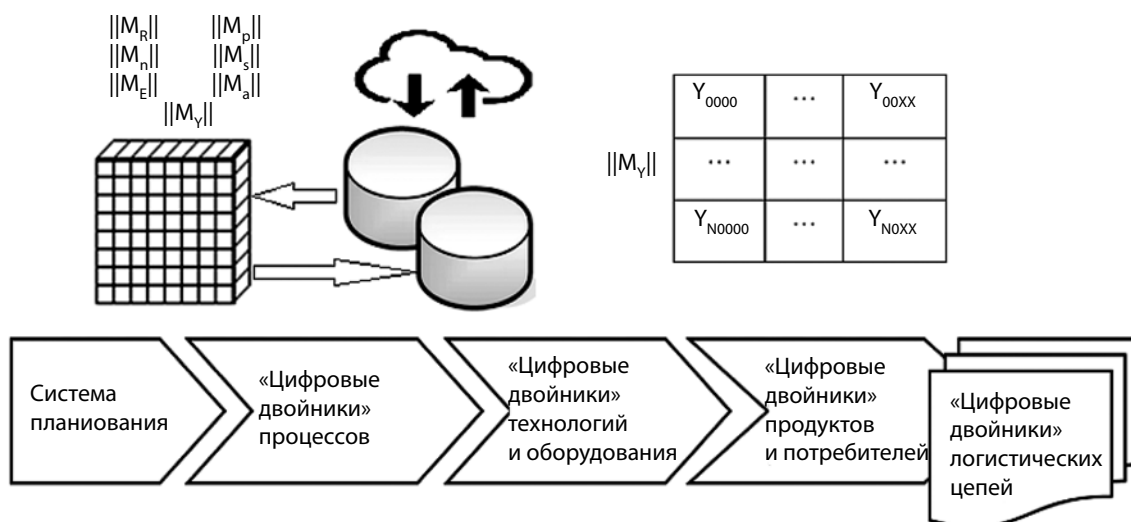 ||M_R|| ||M_p||
||M_n|| ||M_s||
||M_E|| ||M_a||
||M_Y||
||M_Y||
Y_0000 ... Y_00XX
... ... ...
Y_N0000 ... Y_N0XX
Система
планиования
«Цифровые
двойники»
процессов
«Цифровые
двойники»
технологий
и оборудования
«Цифровые
двойники»
продуктов
и потребителей
«Цифровые
двойники»
логистических
цепей